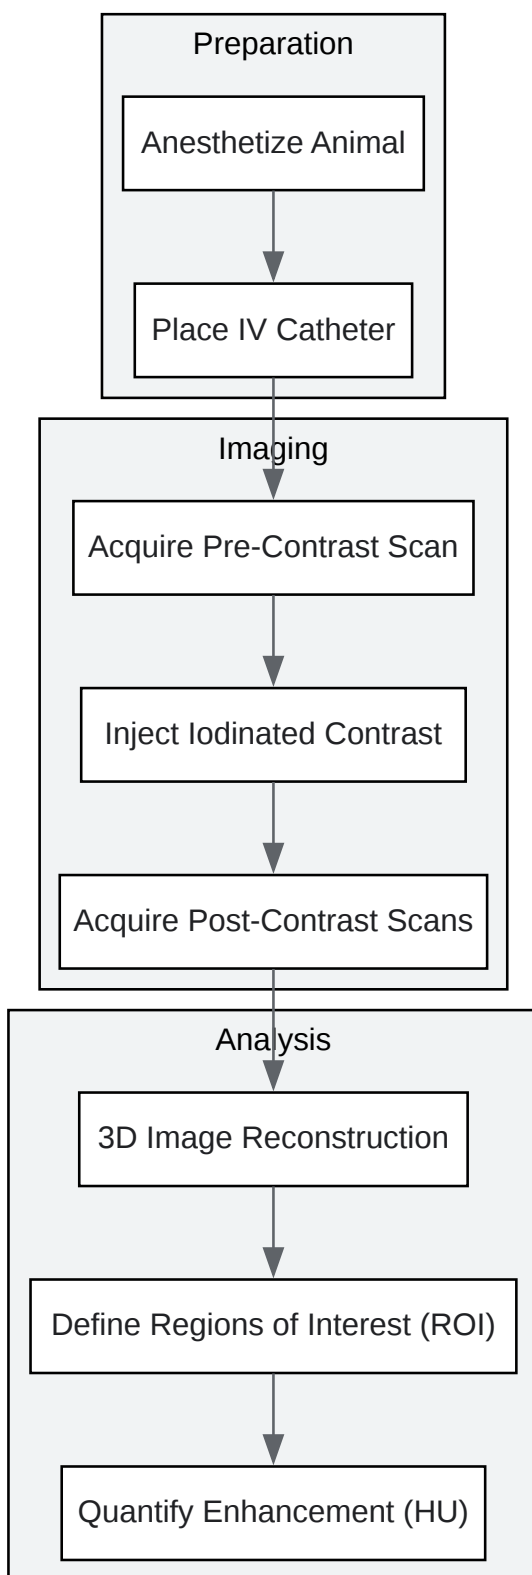 Preparation
Anesthetize Animal
Place IV Catheter
Imaging
Acquire Pre-Contrast Scan
Inject Iodinated Contrast
Acquire Post-Contrast Scans
Analysis
3D Image Reconstruction
Define Regions of Interest (ROI)
Quantify Enhancement (HU)